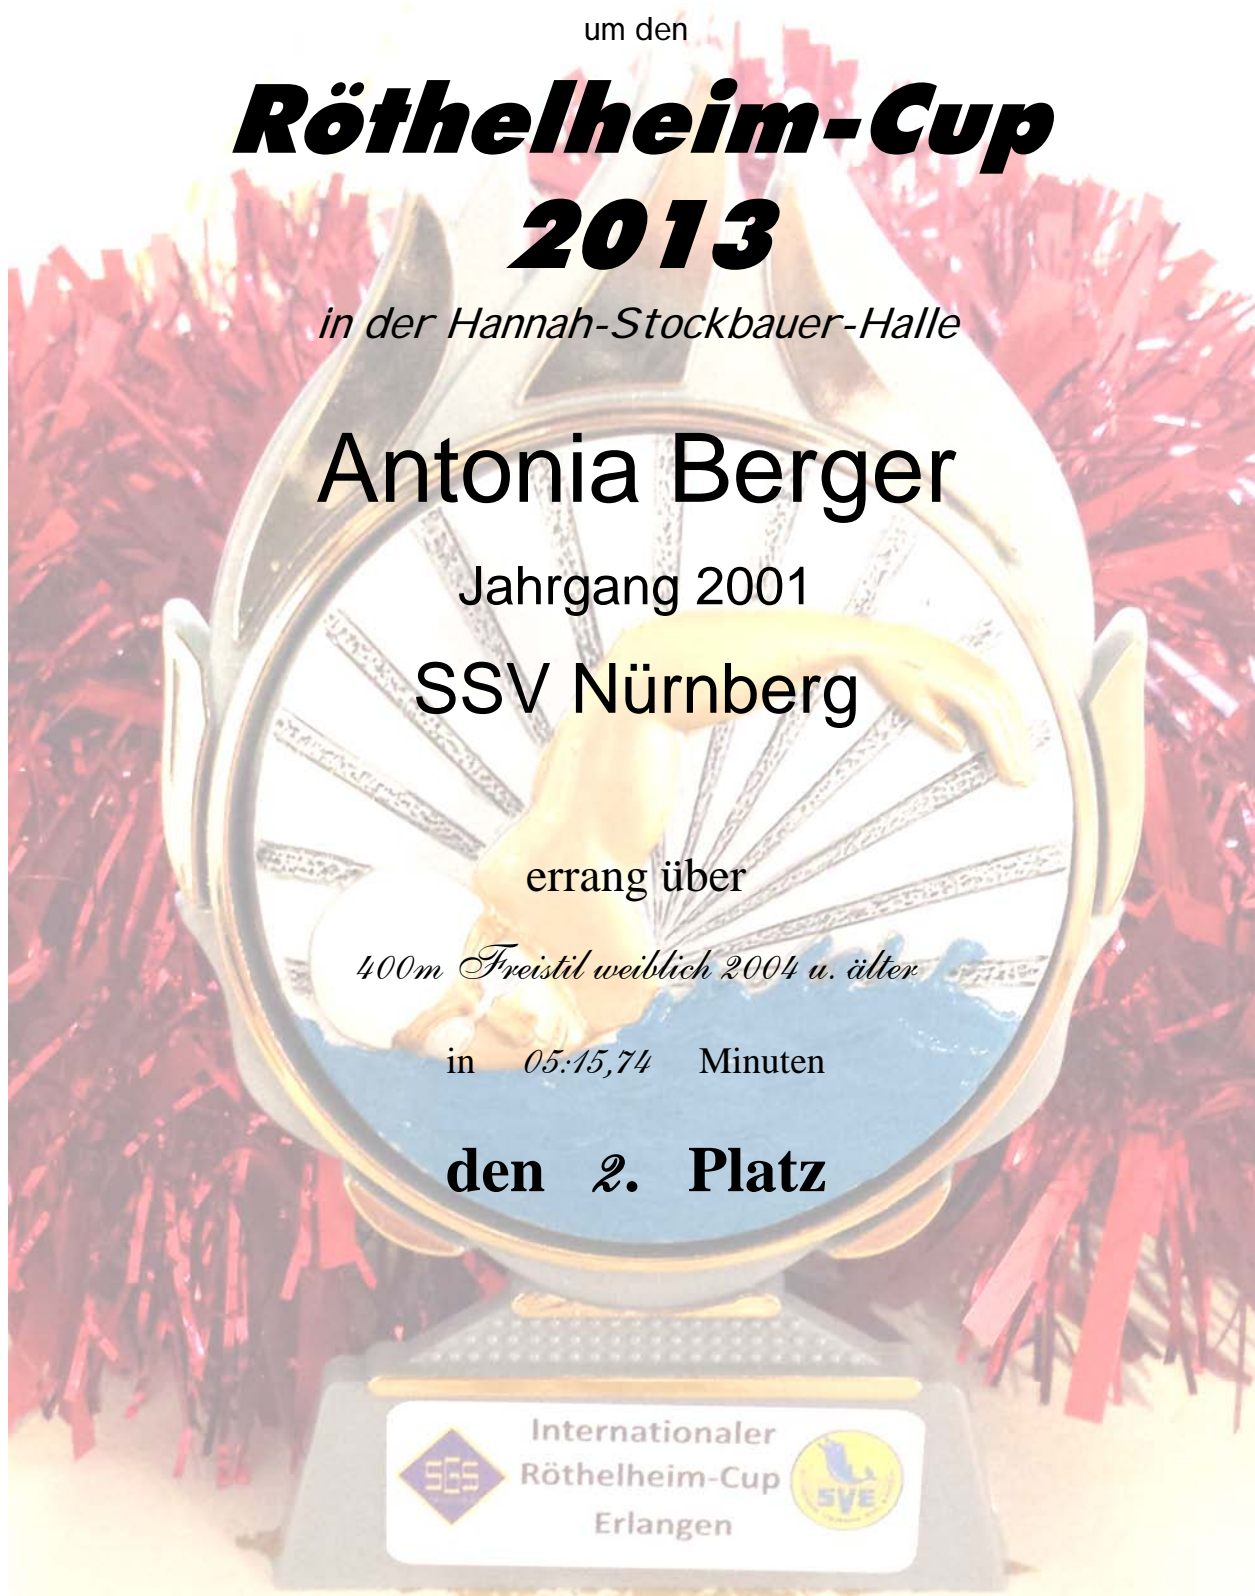 um den
Röthelheim-Cup
2013
in der Hannah-Stockbauer-Halle
Antonia Berger
Jahrgang 2001
SSV Nürnberg
errang über
400m Freistil weiblich 2004 u. älter
in 05:15,74 Minuten
den 2. Platz
Internationaler
SGS Röthelheim-Cup SVE
Erlangen